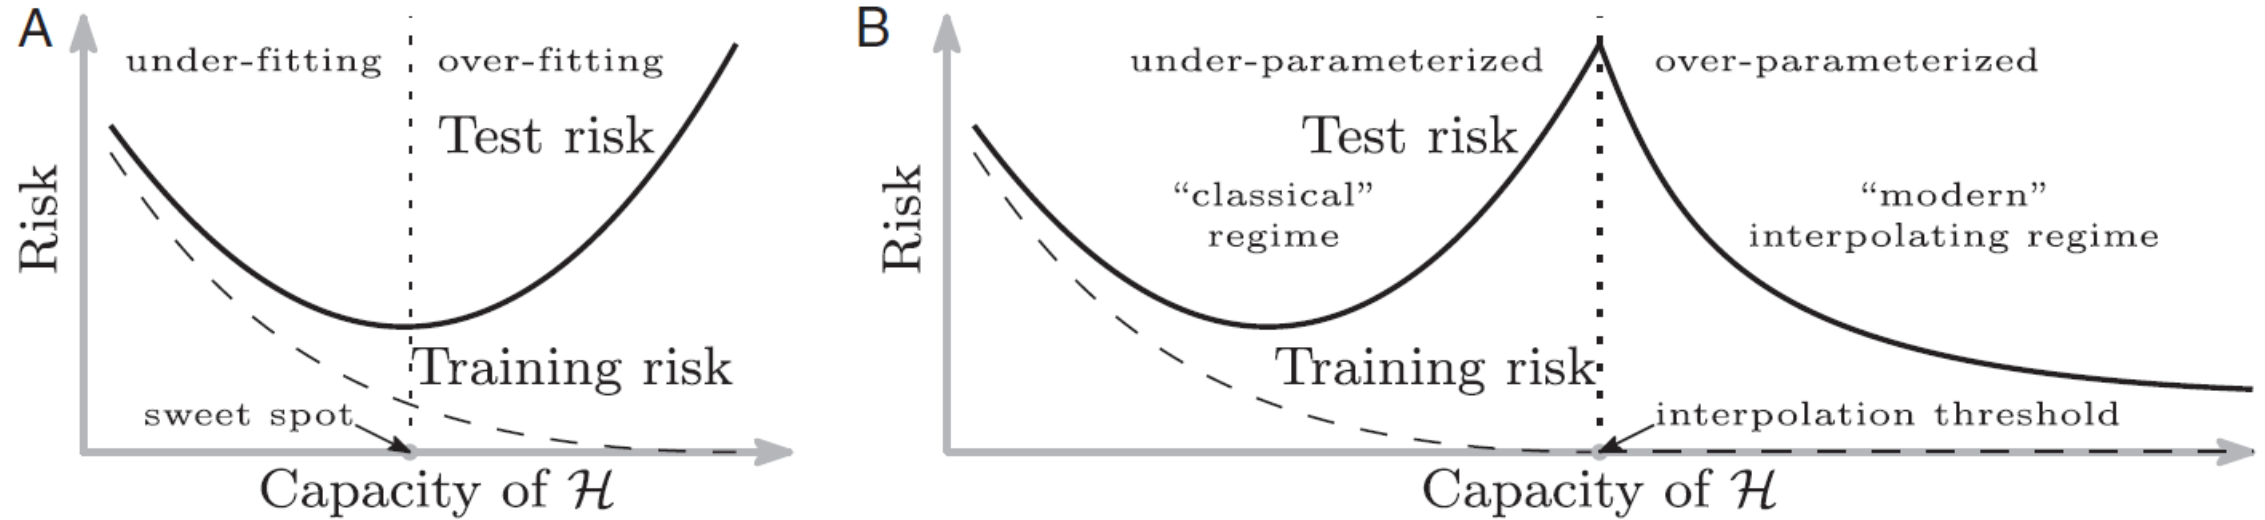 A
under-fitting
over-fitting
Test risk
Risk
Training risk
sweet spot
Capacity of ℋ
B
under-parameterized
over-parameterized
Test risk
“classical”
regime
“modern”
interpolating regime
Risk
Training risk
interpolation threshold
Capacity of ℋ